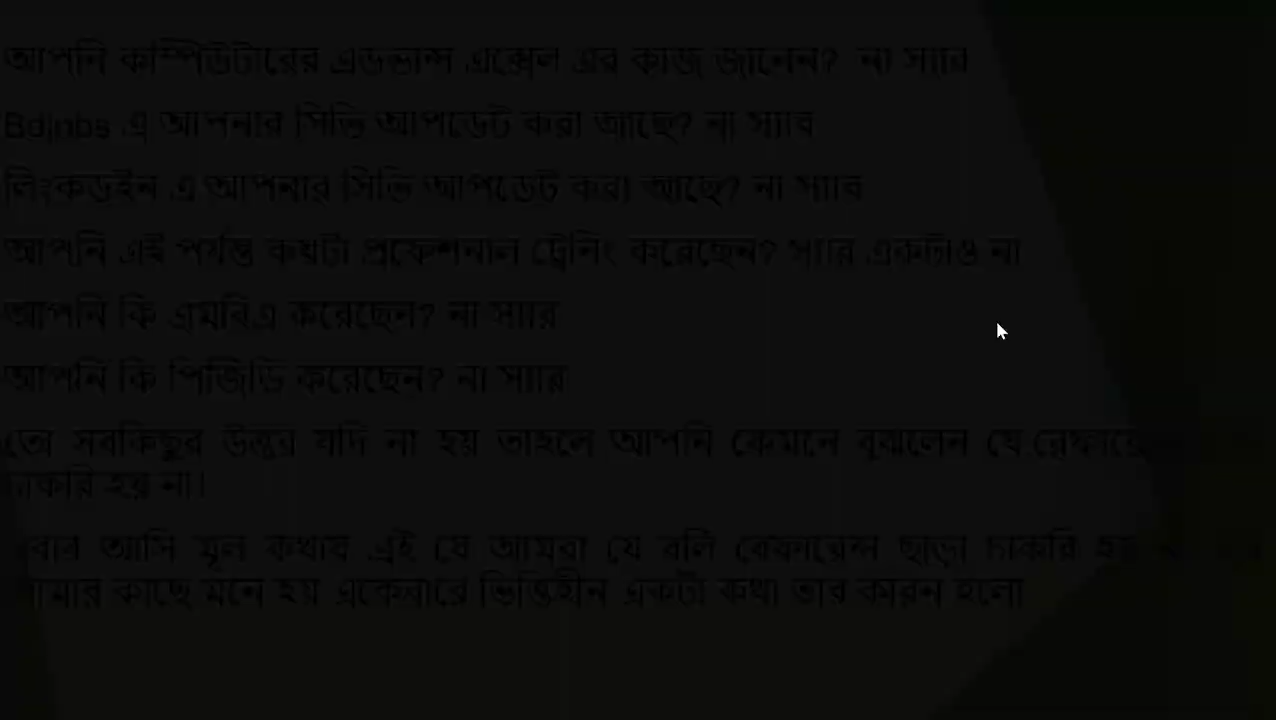 আপনি কম্পিউটারের এডভান্স এক্সেল এর কাজ জানেন? না স্যার
Bdjobs এ আপনার সিভি আপডেট করা আছে? না স্যার
লিংকডইন এ আপনার সিভি আপডেট করা আছে? না স্যার
আপনি এই পর্যন্ত কয়টা প্রফেশনাল ট্রেনিং করেছেন? স্যার একটাও না
আপনি কি এমবিএ করেছেন? না স্যার
আপনি কি পিজিডি করেছেন? না স্যার
তো সবকিছুর উত্তর যদি না হয় তাহলে আপনি কেমনে বুঝলেন যে
চাকরি হয় না।
আসি মূল কথায় এই যে আমরা যে বলি রেফারেন্স ছাড়া চাকরি হয়
আমার কাছে মনে হয় একেবারে ভিত্তিহীন একটা কথা তার কারন হলো